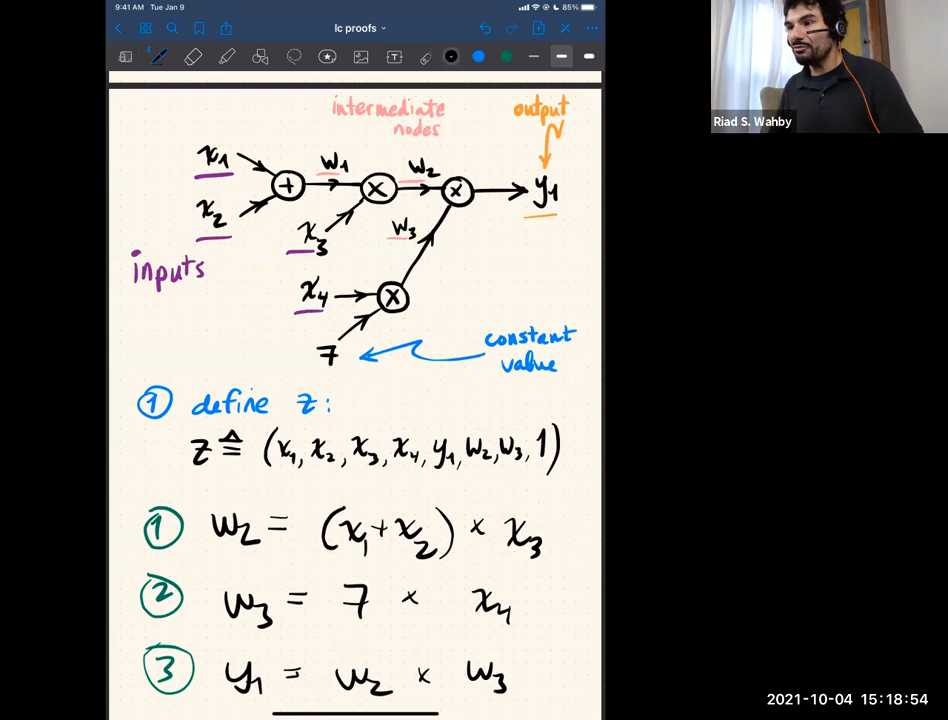 9:41 AM Tue Jan 9
85%
lc proofs
Riad S. Wahby
intermediate
nodes
output
x₁
x₂
+
w₁
×
w₂
×
y₁
x₃
w₃
inputs
x₄
×
7
constant
value
① define z:
z ≜ (x₁, x₂, x₃, x₄, y₁, w₂, w₃, 1)
① w₂ = (x₁+x₂) × x₃
② w₃ = 7 × x₄
③ y₁ = w₂ × w₃
2021-10-04 15:18:54